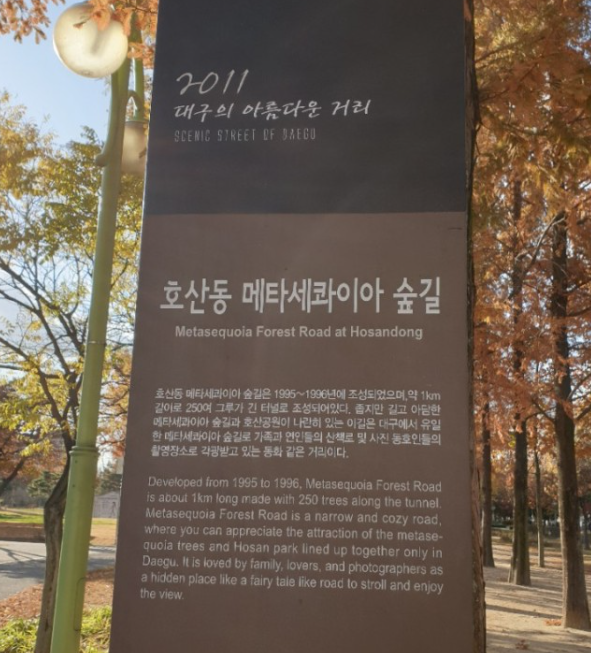 2011
대구의 아름다운 거리
SCENIC STREET OF DAEGU
호산동 메타세콰이아 숲길
Metasequoia Forest Road at Hosandong
호산동 메타세콰이아 숲길은 1995~1996년에 조성되었으며,약 1km
길이로 250여 그루가 긴 터널로 조성되어있다. 좁지만 길고 아담한
메타세콰이아 숲길과 호산공원이 나란히 있는 이길은 대구에서 유일
한 메타세콰이아 숲길로 가족과 연인들의 산책로 및 사진 동호인들의
촬영장소로 각광받고 있는 동화 같은 거리이다.
Developed from 1995 to 1996, Metasequoia Forest Road
is about 1km long made with 250 trees along the tunnel.
Metasequoia Forest Road is a narrow and cozy road,
where you can appreciate the attraction of the metase-
quoia trees and Hosan park lined up together only in
Daegu. It is loved by family, lovers, and photographers as
a hidden place like a fairy tale like road to stroll and enjoy
the view.